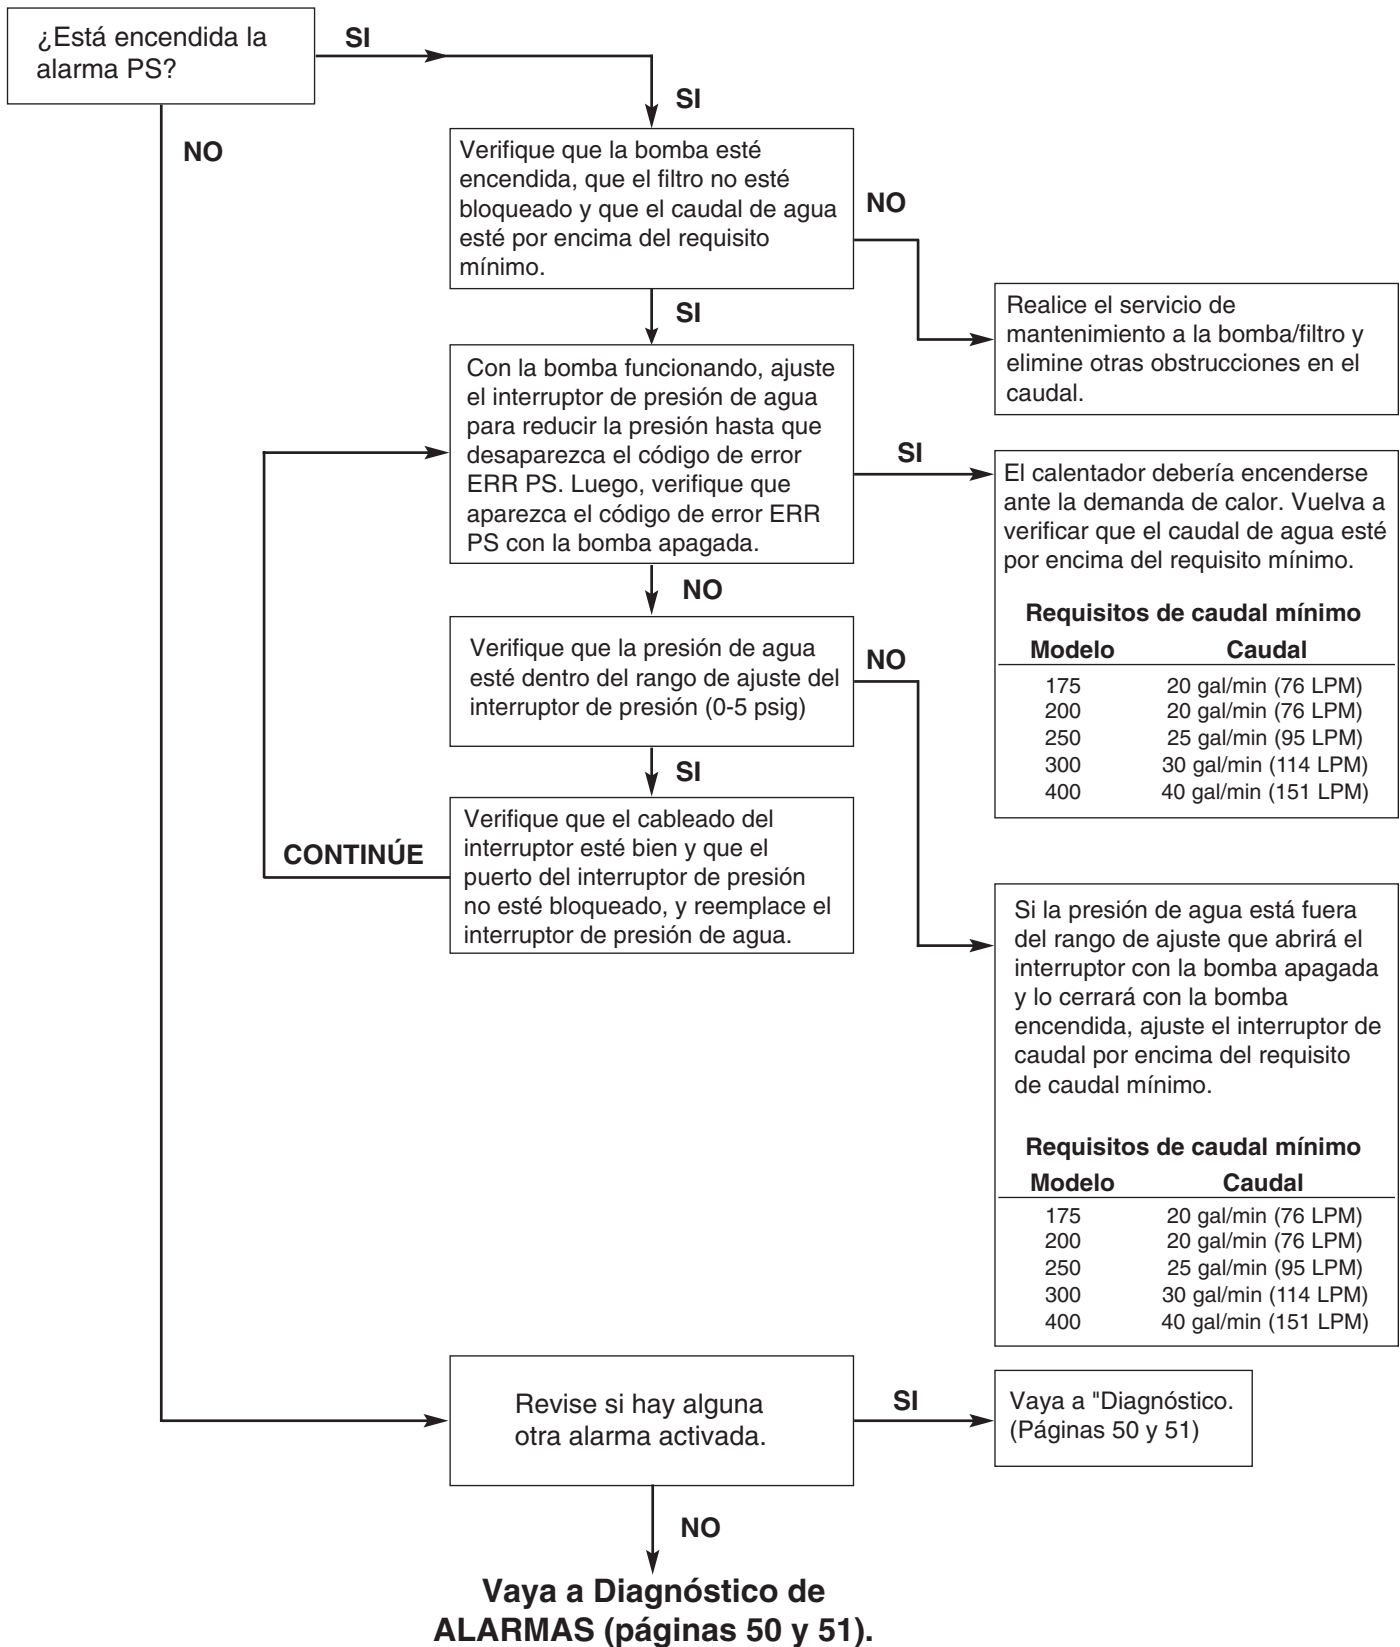 ¿Está encendida la
alarma PS?
SI
SI
NO
Verifique que la bomba esté
encendida, que el filtro no esté
bloqueado y que el caudal de agua
esté por encima del requisito
mínimo.
NO
Realice el servicio de
mantenimiento a la bomba/filtro y
elimine otras obstrucciones en el
caudal.
SI
Con la bomba funcionando, ajuste
el interruptor de presión de agua
para reducir la presión hasta que
desaparezca el código de error
ERR PS. Luego, verifique que
aparezca el código de error ERR
PS con la bomba apagada.
SI
El calentador debería encenderse
ante la demanda de calor. Vuelva a
verificar que el caudal de agua esté
por encima del requisito mínimo.
Requisitos de caudal mínimo
Modelo Caudal
175 20 gal/min (76 LPM)
200 20 gal/min (76 LPM)
250 25 gal/min (95 LPM)
300 30 gal/min (114 LPM)
400 40 gal/min (151 LPM)
NO
Verifique que la presión de agua
esté dentro del rango de ajuste del
interruptor de presión (0-5 psig)
NO
SI
Verifique que el cableado del
interruptor esté bien y que el
puerto del interruptor de presión
no esté bloqueado, y reemplace el
interruptor de presión de agua.
CONTINÚE
Si la presión de agua está fuera
del rango de ajuste que abrirá el
interruptor con la bomba apagada
y lo cerrará con la bomba
encendida, ajuste el interruptor de
caudal por encima del requisito
de caudal mínimo.
Requisitos de caudal mínimo
Modelo Caudal
175 20 gal/min (76 LPM)
200 20 gal/min (76 LPM)
250 25 gal/min (95 LPM)
300 30 gal/min (114 LPM)
400 40 gal/min (151 LPM)
Revise si hay alguna
otra alarma activada.
SI
Vaya a "Diagnóstico.
(Páginas 50 y 51)
NO
Vaya a Diagnóstico de
ALARMAS (páginas 50 y 51).